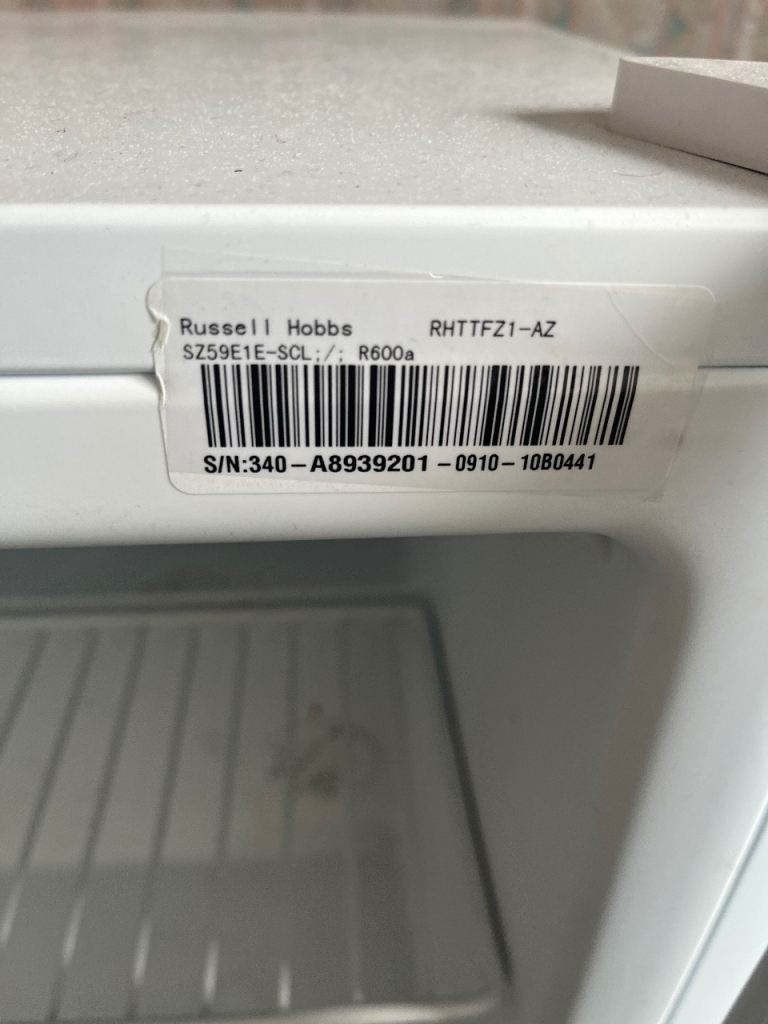 Russell Hobbs RHTTFZ1-AZ
SZ59E1E-SCL;/; R600a
S/N:340-A8939201-0910-10B0441